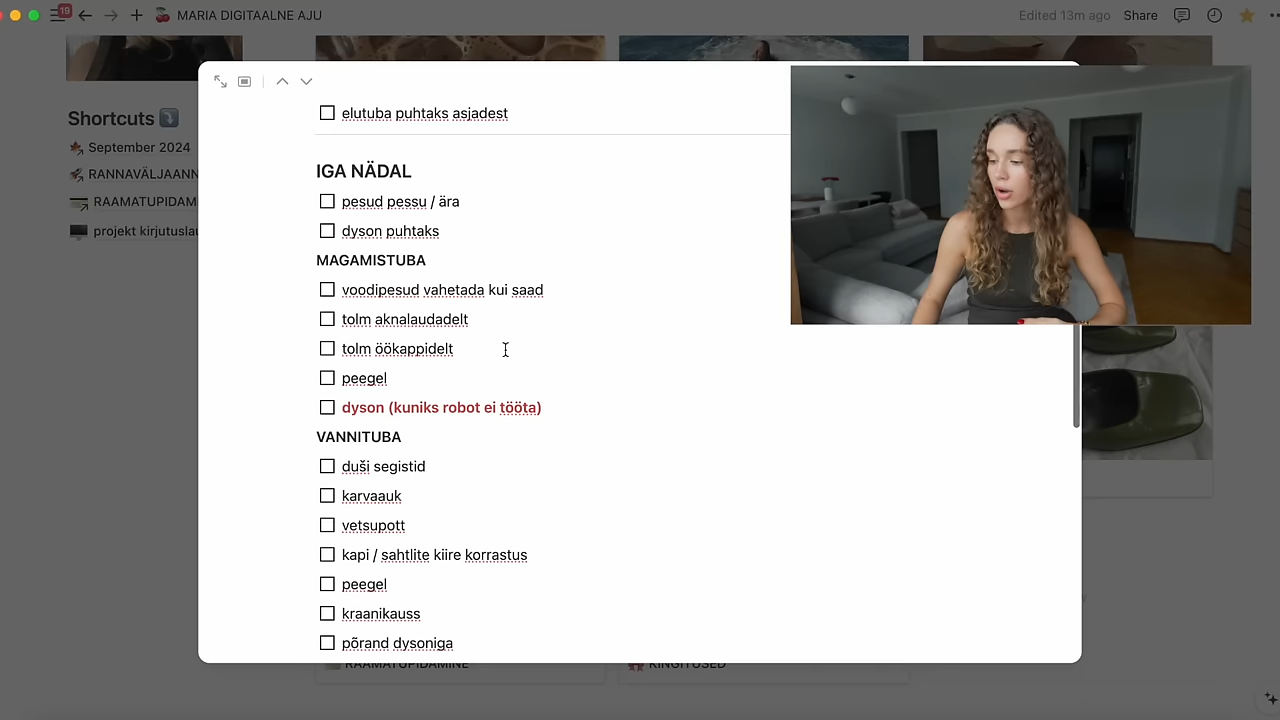 19
MARIA DIGITAALNE AJU
Edited 13m ago
Share
Shortcuts
September 2024
RANNAVÄLJAANN
RAAMATUPIDAM
projekt kirjutuslau
elutuba puhtaks asjadest
IGA NÄDAL
pesud pessu / ära
dyson puhtaks
MAGAMISTUBA
voodipesud vahetada kui saad
tolm aknalaudadelt
tolm öökappidelt
peegel
dyson (kuniks robot ei tööta)
VANNITUBA
duši segistid
karvaauk
vetsupott
kapi / sahtlite kiire korrastus
peegel
kraanikauss
põrand dysoniga
RAAMATUPIDAMINE
KINGITUSED